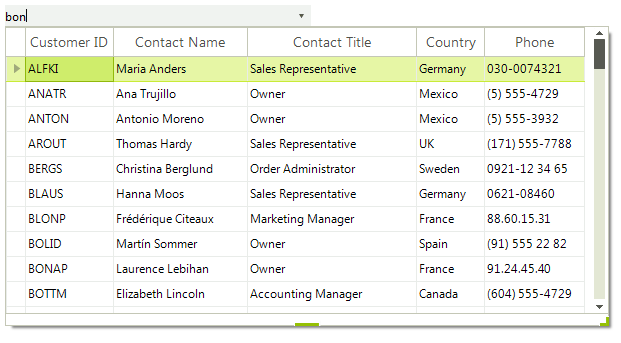 bon
Customer ID Contact Name Contact Title Country Phone
ALFKI Maria Anders Sales Representative Germany 030-0074321
ANATR Ana Trujillo Owner Mexico (5) 555-4729
ANTON Antonio Moreno Owner Mexico (5) 555-3932
AROUT Thomas Hardy Sales Representative UK (171) 555-7788
BERGS Christina Berglund Order Administrator Sweden 0921-12 34 65
BLAUS Hanna Moos Sales Representative Germany 0621-08460
BLONP Frédérique Citeaux Marketing Manager France 88.60.15.31
BOLID Martín Sommer Owner Spain (91) 555 22 82
BONAP Laurence Lebihan Owner France 91.24.45.40
BOTTM Elizabeth Lincoln Accounting Manager Canada (604) 555-4729